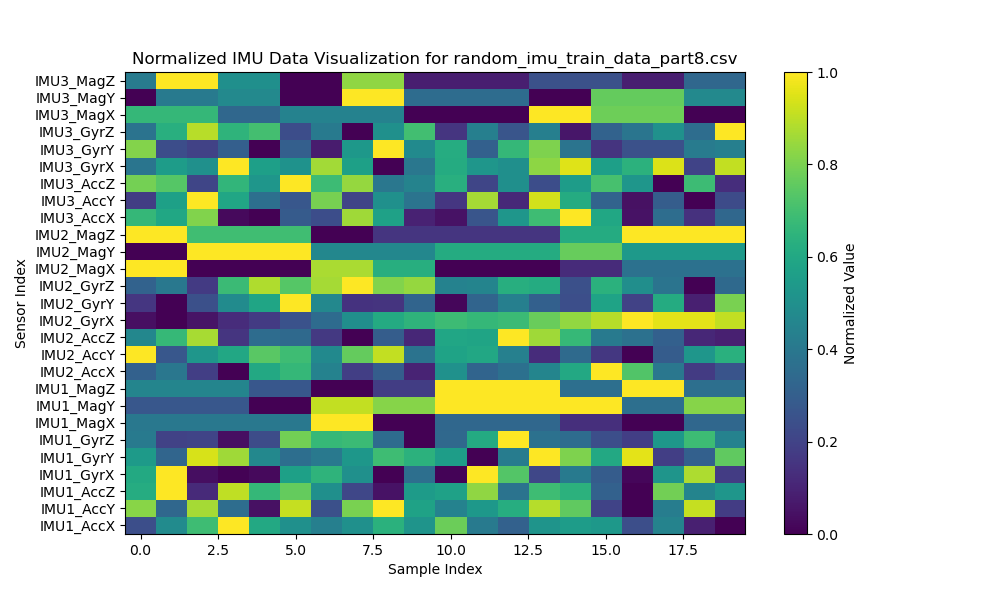 Normalized IMU Data Visualization for random_imu_train_data_part8.csv
Sensor Index
IMU3_MagZ
IMU3_MagY
IMU3_MagX
IMU3_GyrZ
IMU3_GyrY
IMU3_GyrX
IMU3_AccZ
IMU3_AccY
IMU3_AccX
IMU2_MagZ
IMU2_MagY
IMU2_MagX
IMU2_GyrZ
IMU2_GyrY
IMU2_GyrX
IMU2_AccZ
IMU2_AccY
IMU2_AccX
IMU1_MagZ
IMU1_MagY
IMU1_MagX
IMU1_GyrZ
IMU1_GyrY
IMU1_GyrX
IMU1_AccZ
IMU1_AccY
IMU1_AccX
0.0 2.5 5.0 7.5 10.0 12.5 15.0 17.5
Sample Index
1.0
0.8
0.6
0.4
0.2
0.0
Normalized Value